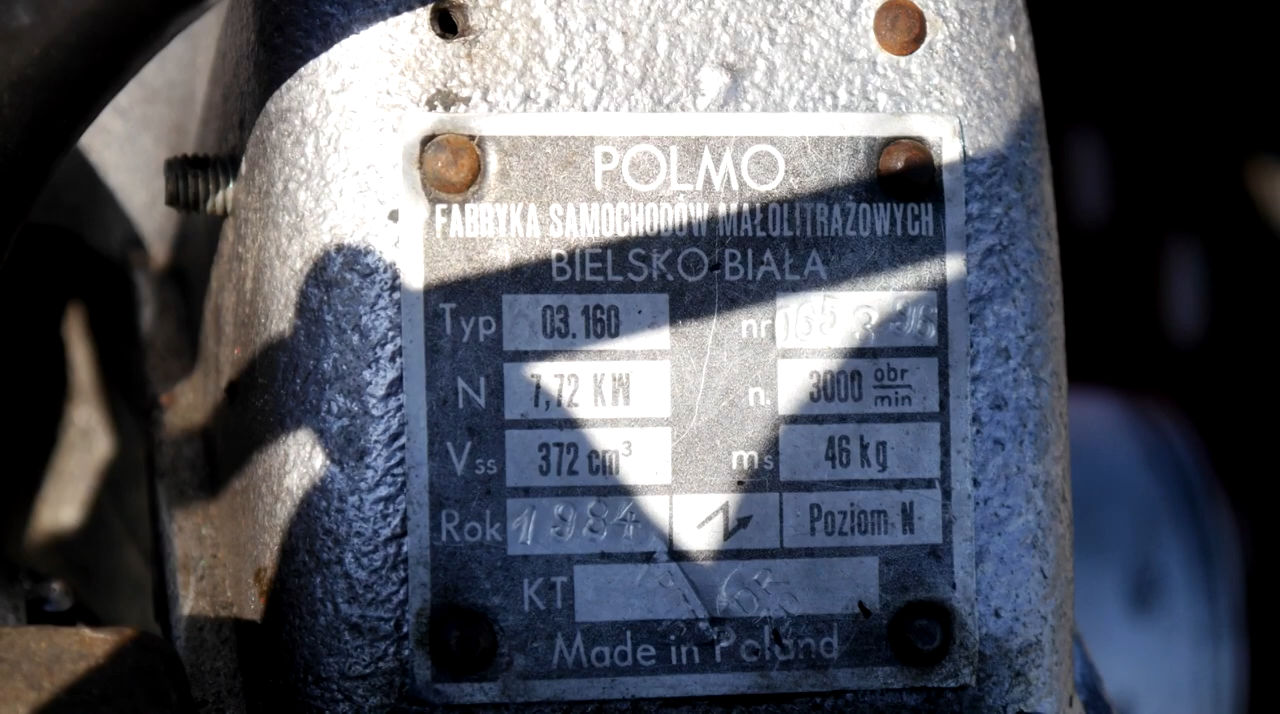 POLMO
FABRYKA SAMOCHODÓW MAŁOLITRAŻOWYCH
BIELSKO BIAŁA
Typ 03.160 nr
N 7,72 KW n. 3000 obr/min
Vss 372 cm³ ms 46 kg
Rok 1984 Poziom N
KT
Made in Poland